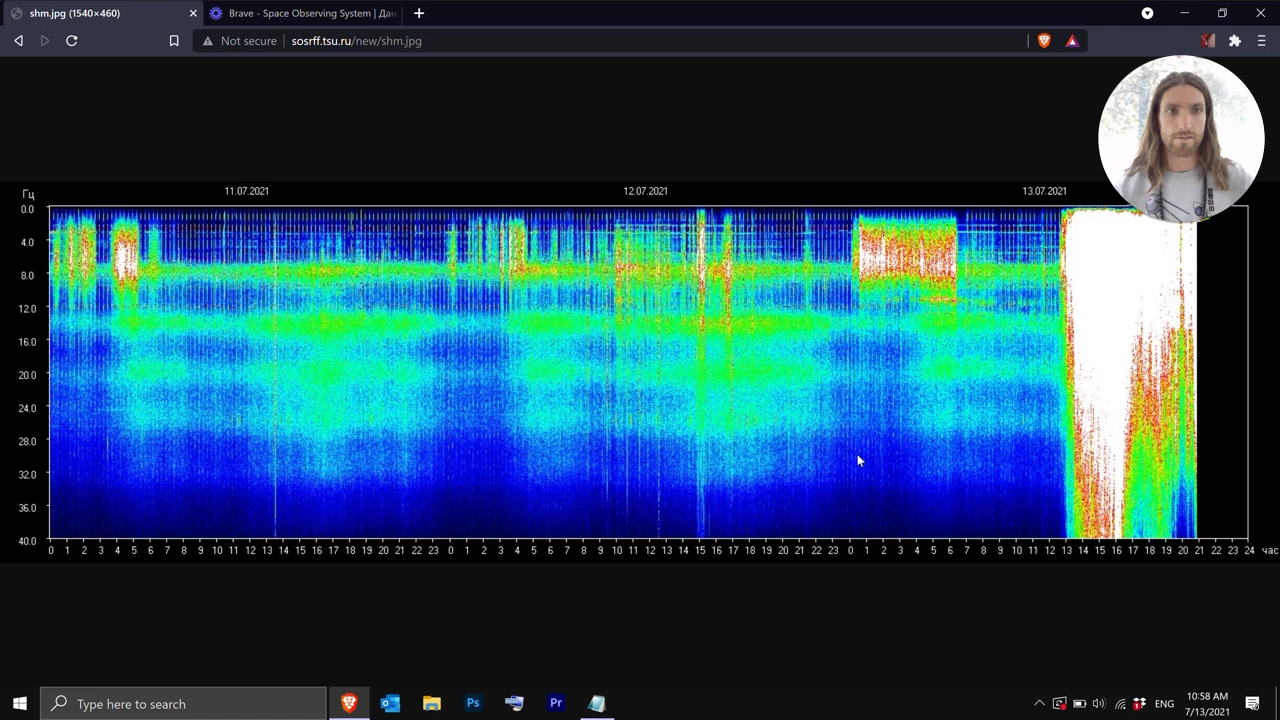 shm.jpg (1540×460)
Brave - Space Observing System | Дан
Not secure
sosrff.tsu.ru/new/shm.jpg
11.07.2021 12.07.2021 13.07.2021
Гц
0.0
4.0
8.0
12.0
16.0
20.0
24.0
28.0
32.0
36.0
40.0
0 1 2 3 4 5 6 7 8 9 10 11 12 13 14 15 16 17 18 19 20 21 22 23 0 1 2 3 4 5 6 7 8 9 10 11 12 13 14 15 16 17 18 19 20 21 22 23 0 1 2 3 4 5 6 7 8 9 10 11 12 13 14 15 16 17 18 19 20 21 22 23 24 час
Type here to search
Ps
Pr
ENG
10:58 AM
7/13/2021